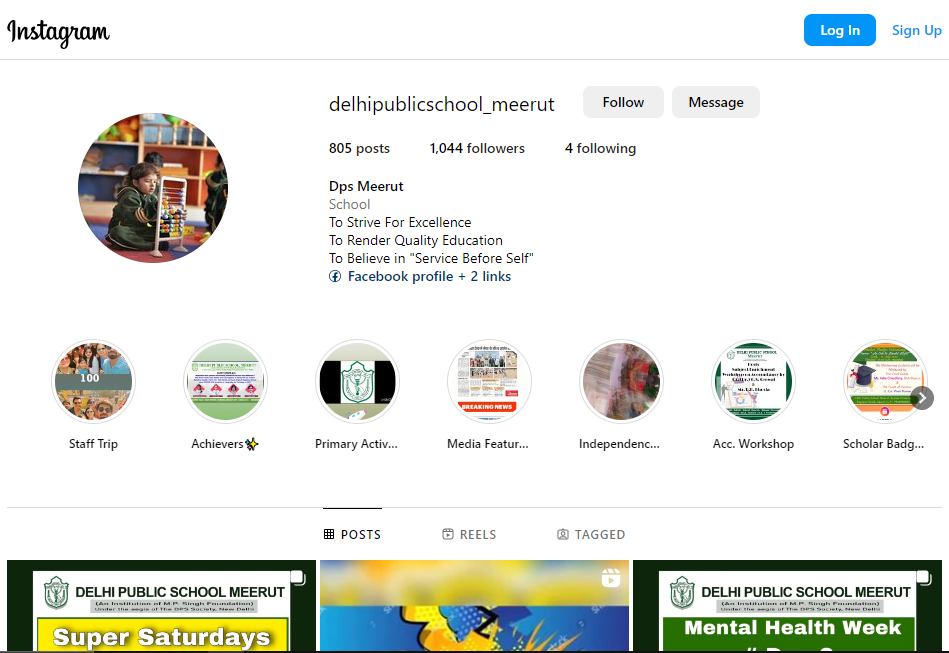 Instagram
Log In
Sign Up
delhipublicschool_meerut
Follow
Message
805 posts
1,044 followers
4 following
Dps Meerut
School
To Strive For Excellence
To Render Quality Education
To Believe in "Service Before Self"
Facebook profile + 2 links
100
BREAKING NEWS
DELHI PUBLIC SCHOOL
Staff Trip
Achievers
Primary Activ...
Media Featur...
Independenc...
Acc. Workshop
Scholar Badg...
POSTS
REELS
TAGGED
DELHI PUBLIC SCHOOL MEERUT
(An Institution of M.P. Singh Foundation)
Under the aegis of The DPS Society, New Delhi
Super Saturdays
DELHI PUBLIC SCHOOL MEERUT
(An Institution of M.P. Singh Foundation)
Under the aegis of The DPS Society, New Delhi
Mental Health Week